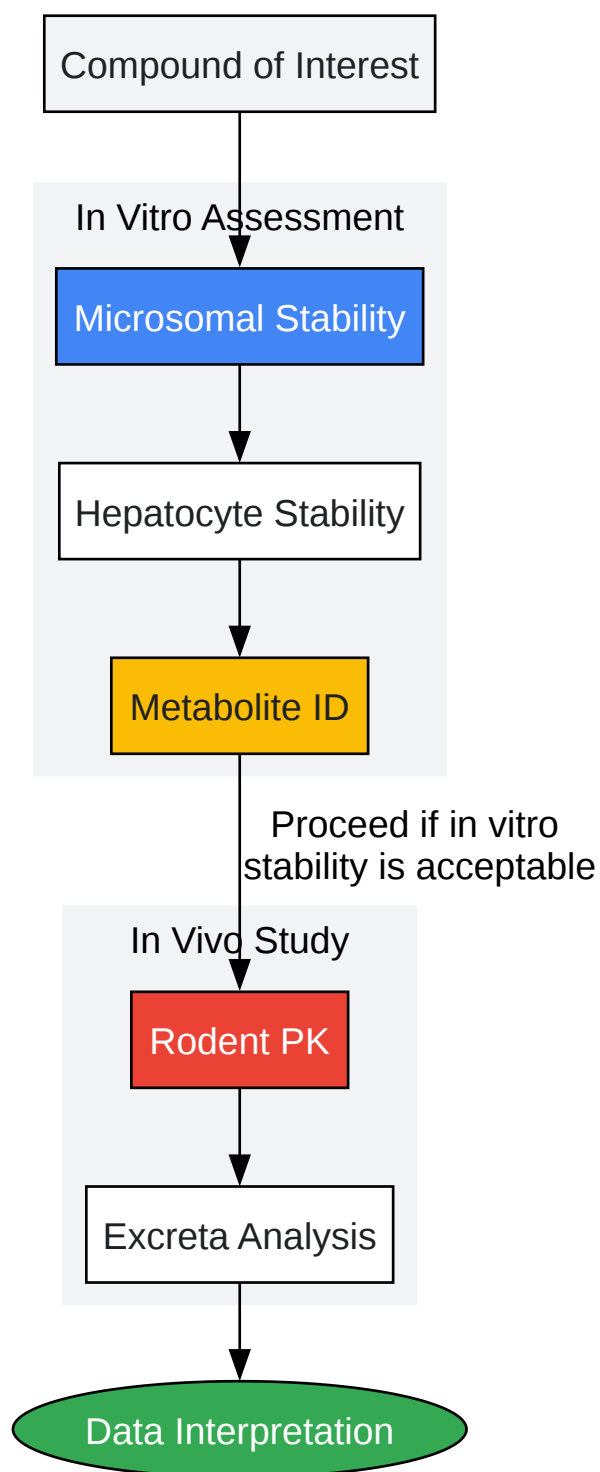 Compound of Interest
In Vitro Assessment
Microsomal Stability
Hepatocyte Stability
Metabolite ID
Proceed if in vitro
stability is acceptable
In Vivo Study
Rodent PK
Excreta Analysis
Data Interpretation